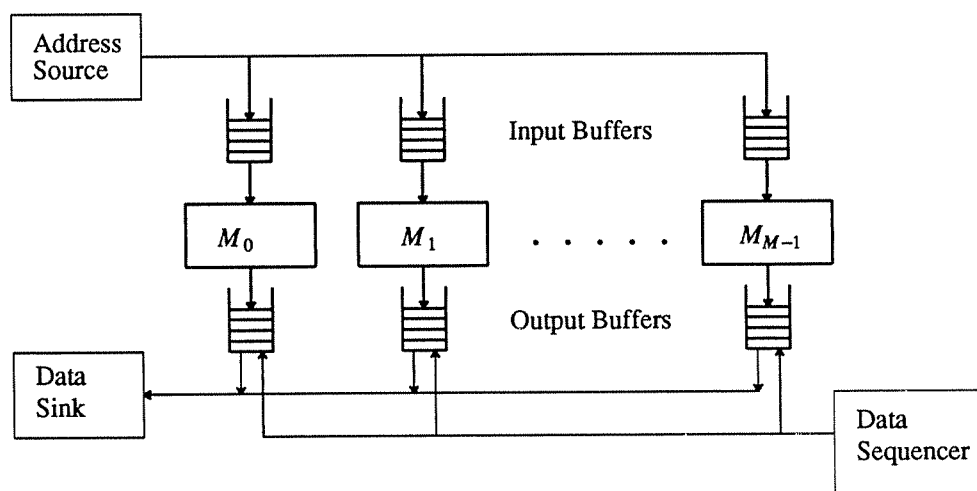 Address
Source
Input Buffers
M0
M1
. . . . .
MM−1
Output Buffers
Data
Sink
Data
Sequencer